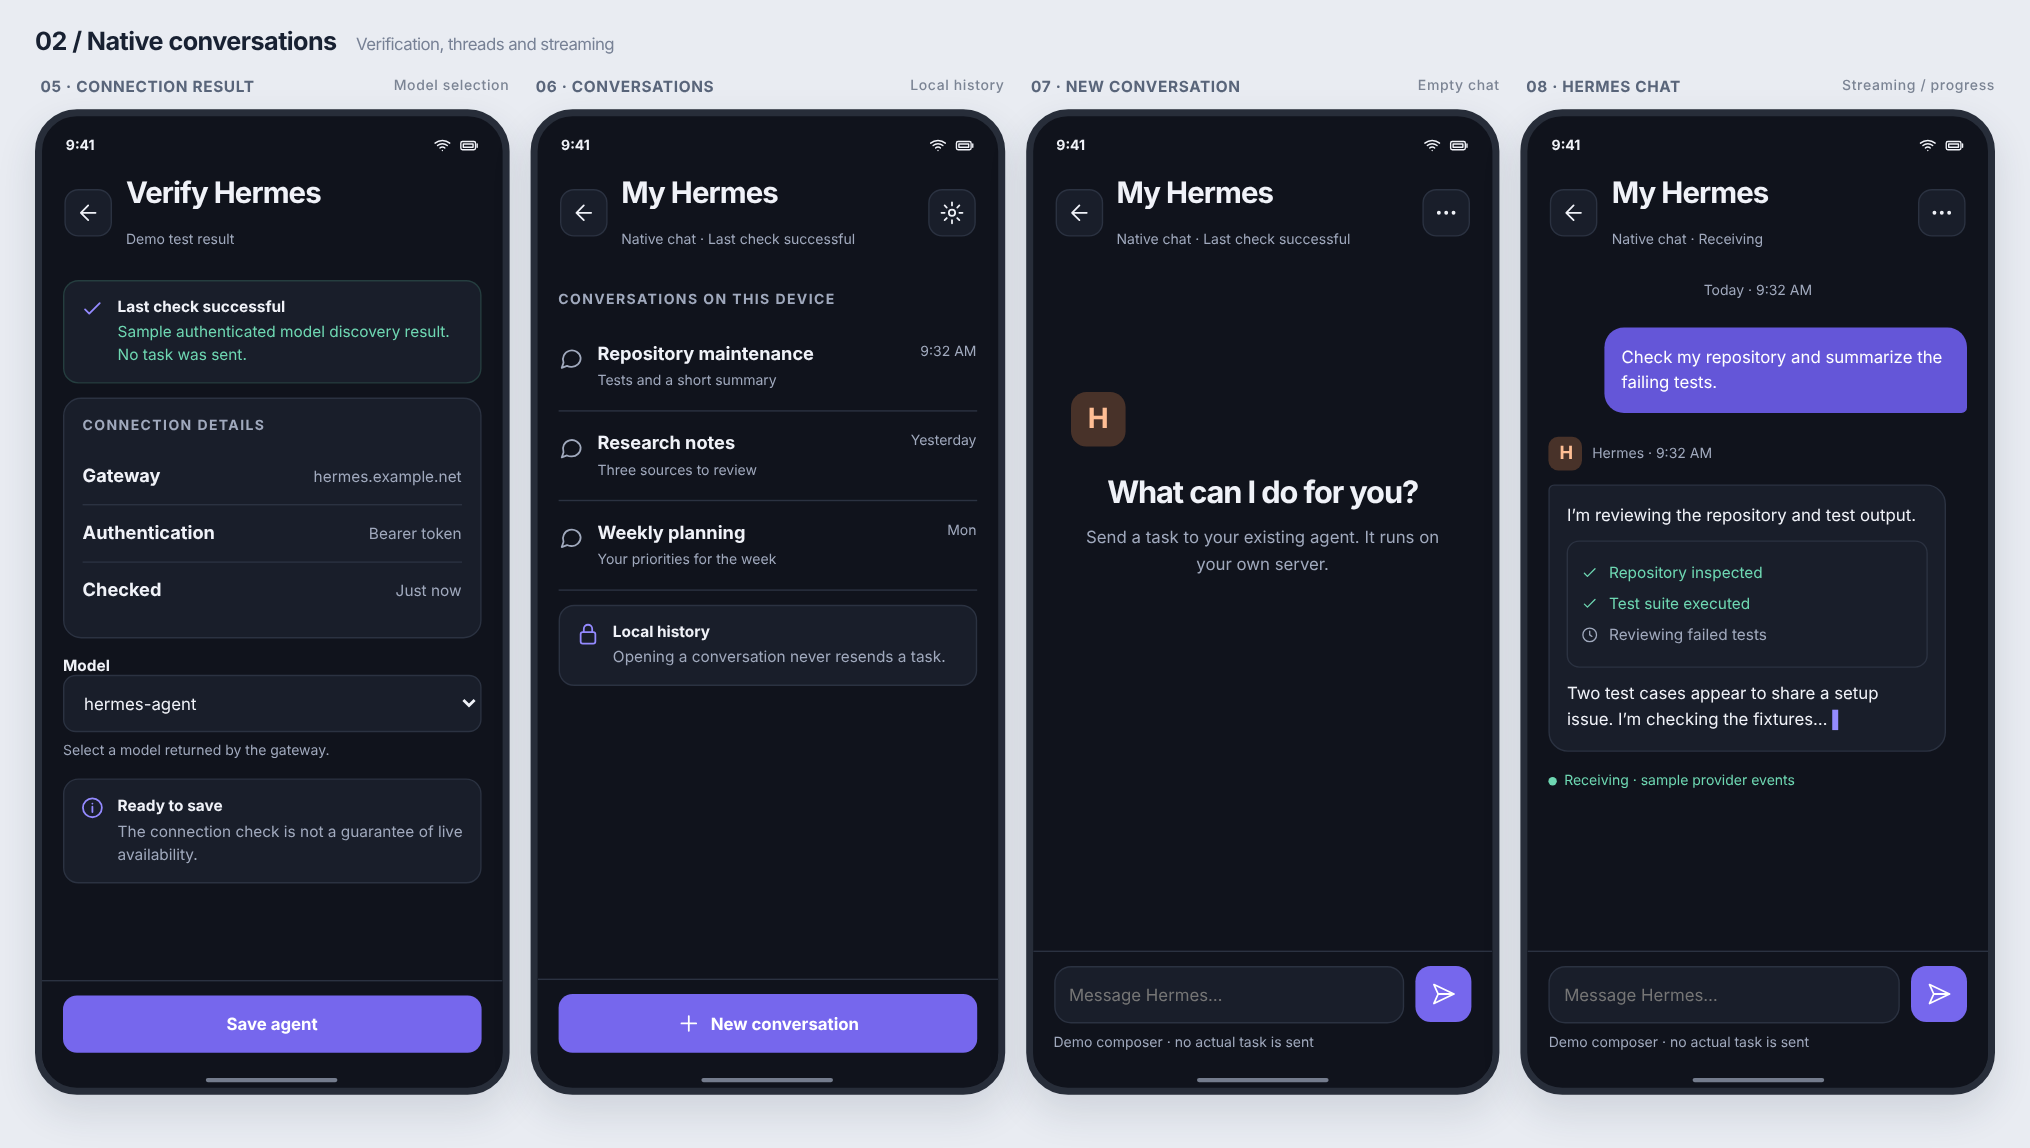 02 / Native conversations
Verification, threads and streaming
05 · CONNECTION RESULT
Model selection
9:41
Verify Hermes
Demo test result
Last check successful
Sample authenticated model discovery result.
No task was sent.
CONNECTION DETAILS
Gateway
hermes.example.net
Authentication
Bearer token
Checked
Just now
Model
hermes-agent
Select a model returned by the gateway.
Ready to save
The connection check is not a guarantee of live
availability.
Save agent
06 · CONVERSATIONS
Local history
9:41
My Hermes
Native chat · Last check successful
CONVERSATIONS ON THIS DEVICE
Repository maintenance
9:32 AM
Tests and a short summary
Research notes
Yesterday
Three sources to review
Weekly planning
Mon
Your priorities for the week
Local history
Opening a conversation never resends a task.
New conversation
07 · NEW CONVERSATION
Empty chat
9:41
My Hermes
Native chat · Last check successful
H
What can I do for you?
Send a task to your existing agent. It runs on
your own server.
Message Hermes...
Demo composer · no actual task is sent
08 · HERMES CHAT
Streaming / progress
9:41
My Hermes
Native chat · Receiving
Today · 9:32 AM
Check my repository and summarize the
failing tests.
H
Hermes · 9:32 AM
I’m reviewing the repository and test output.
Repository inspected
Test suite executed
Reviewing failed tests
Two test cases appear to share a setup
issue. I’m checking the fixtures...
Receiving · sample provider events
Message Hermes...
Demo composer · no actual task is sent